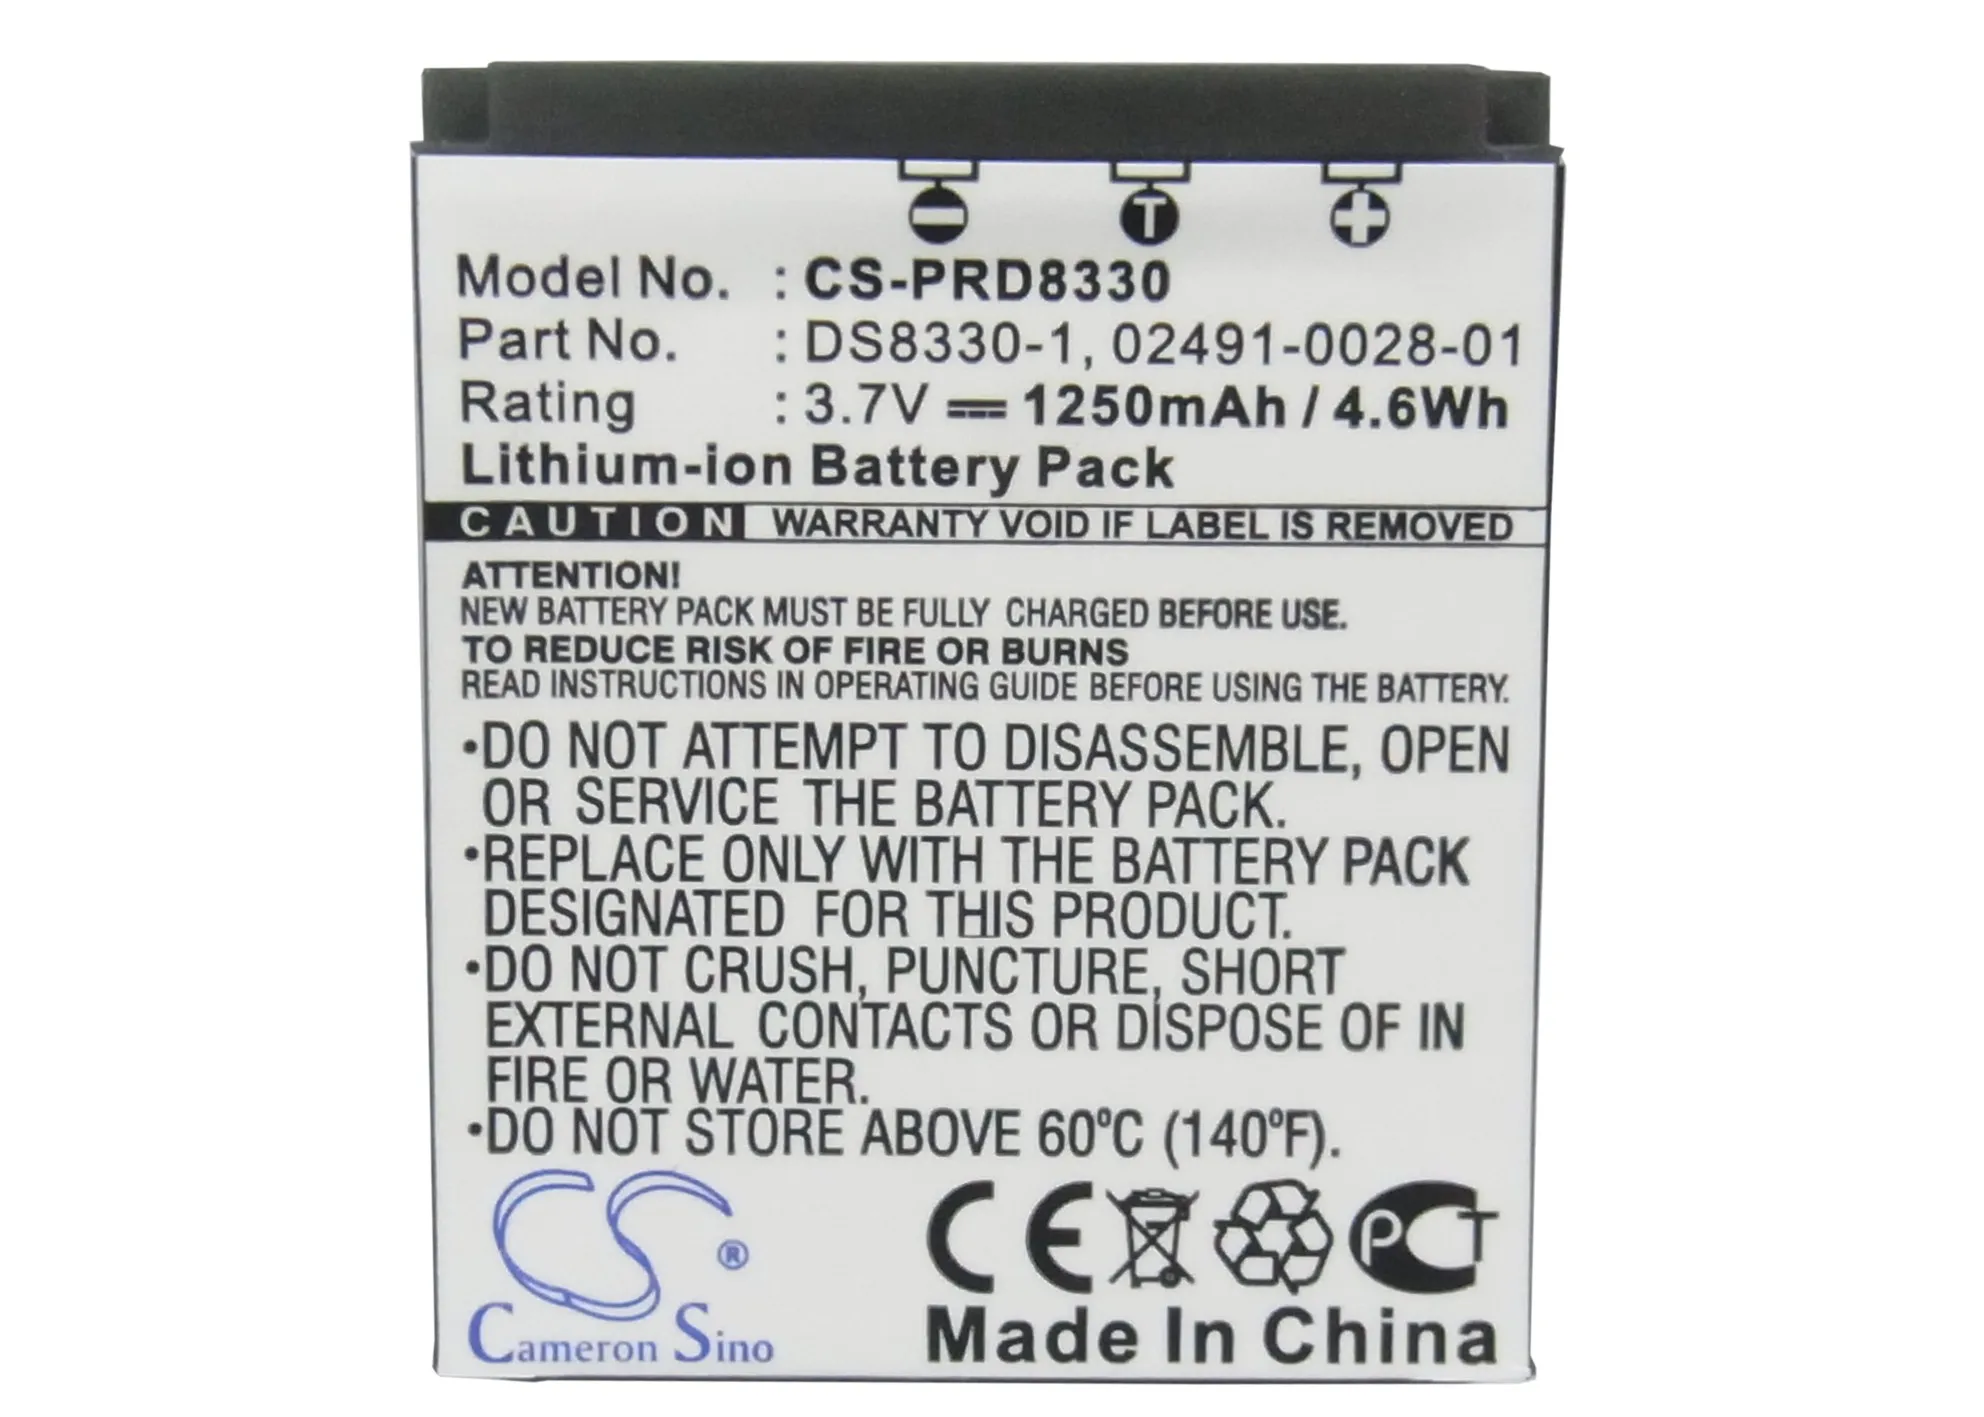 T
Model No. : CS-PRD8330
Part No. : DS8330-1, 02491-0028-01
Rating : 3.7V ⎓ 1250mAh / 4.6Wh
Lithium-ion Battery Pack
CAUTION WARRANTY VOID IF LABEL IS REMOVED
ATTENTION!
NEW BATTERY PACK MUST BE FULLY CHARGED BEFORE USE.
TO REDUCE RISK OF FIRE OR BURNS
READ INSTRUCTIONS IN OPERATING GUIDE BEFORE USING THE BATTERY.
•DO NOT ATTEMPT TO DISASSEMBLE, OPEN
OR SERVICE THE BATTERY PACK.
•REPLACE ONLY WITH THE BATTERY PACK
DESIGNATED FOR THIS PRODUCT.
•DO NOT CRUSH, PUNCTURE, SHORT
EXTERNAL CONTACTS OR DISPOSE OF IN
FIRE OR WATER.
•DO NOT STORE ABOVE 60ºC (140ºF).
CS® CE PCT
Cameron Sino Made In China